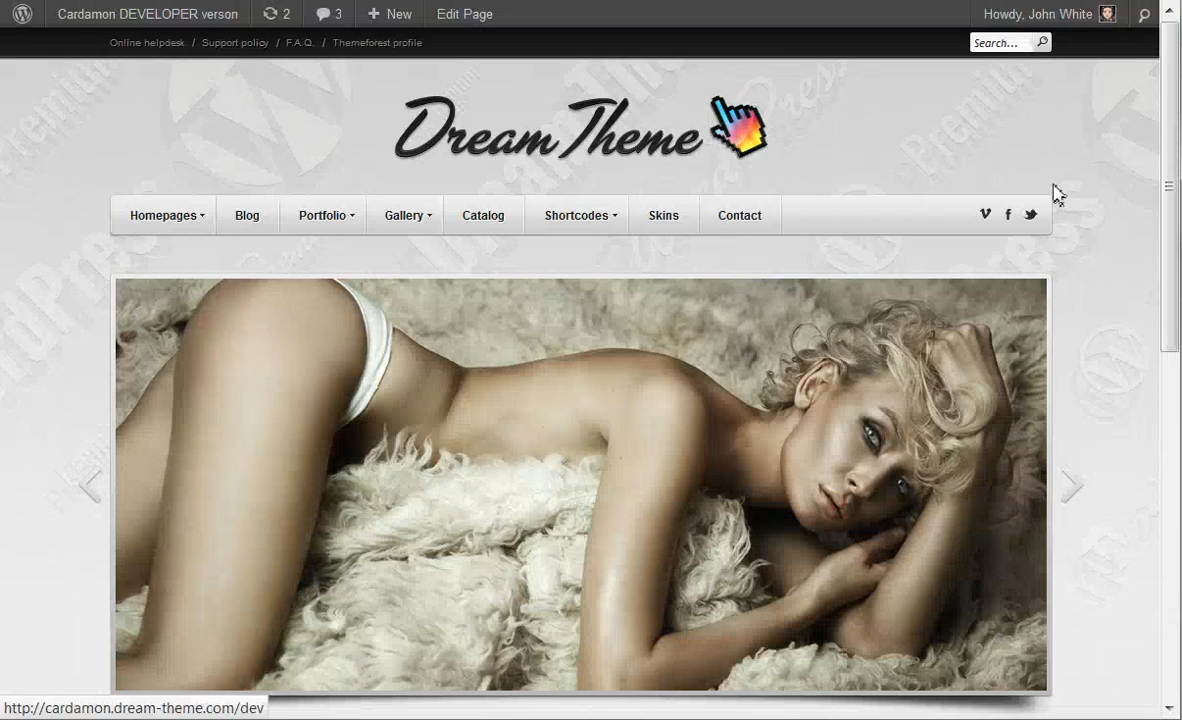 Cardamon DEVELOPER verson 2 3 New Edit Page Howdy, John White
Online helpdesk / Support policy / F.A.Q. / Themeforest profile Search...
Dream Theme
Homepages Blog Portfolio Gallery Catalog Shortcodes Skins Contact
http://cardamon.dream-theme.com/dev